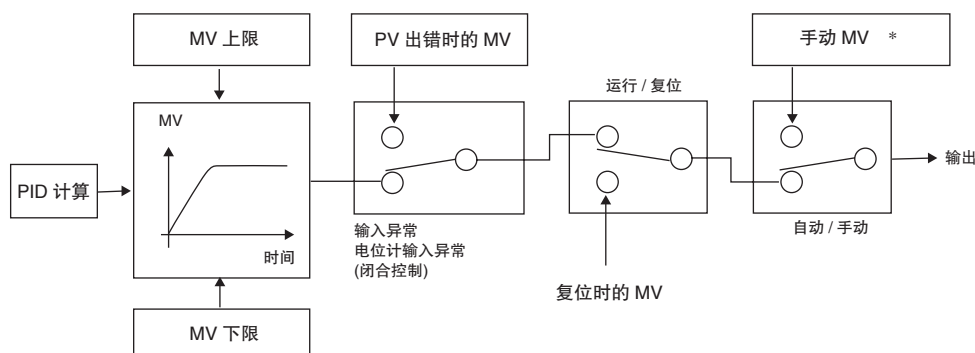 MV 上限
PV 出错时的 MV
手动 MV *
运行 / 复位
MV
PID 计算
时间
输出
输入异常
电位计输入异常
(闭合控制)
自动 / 手动
复位时的 MV
MV 下限